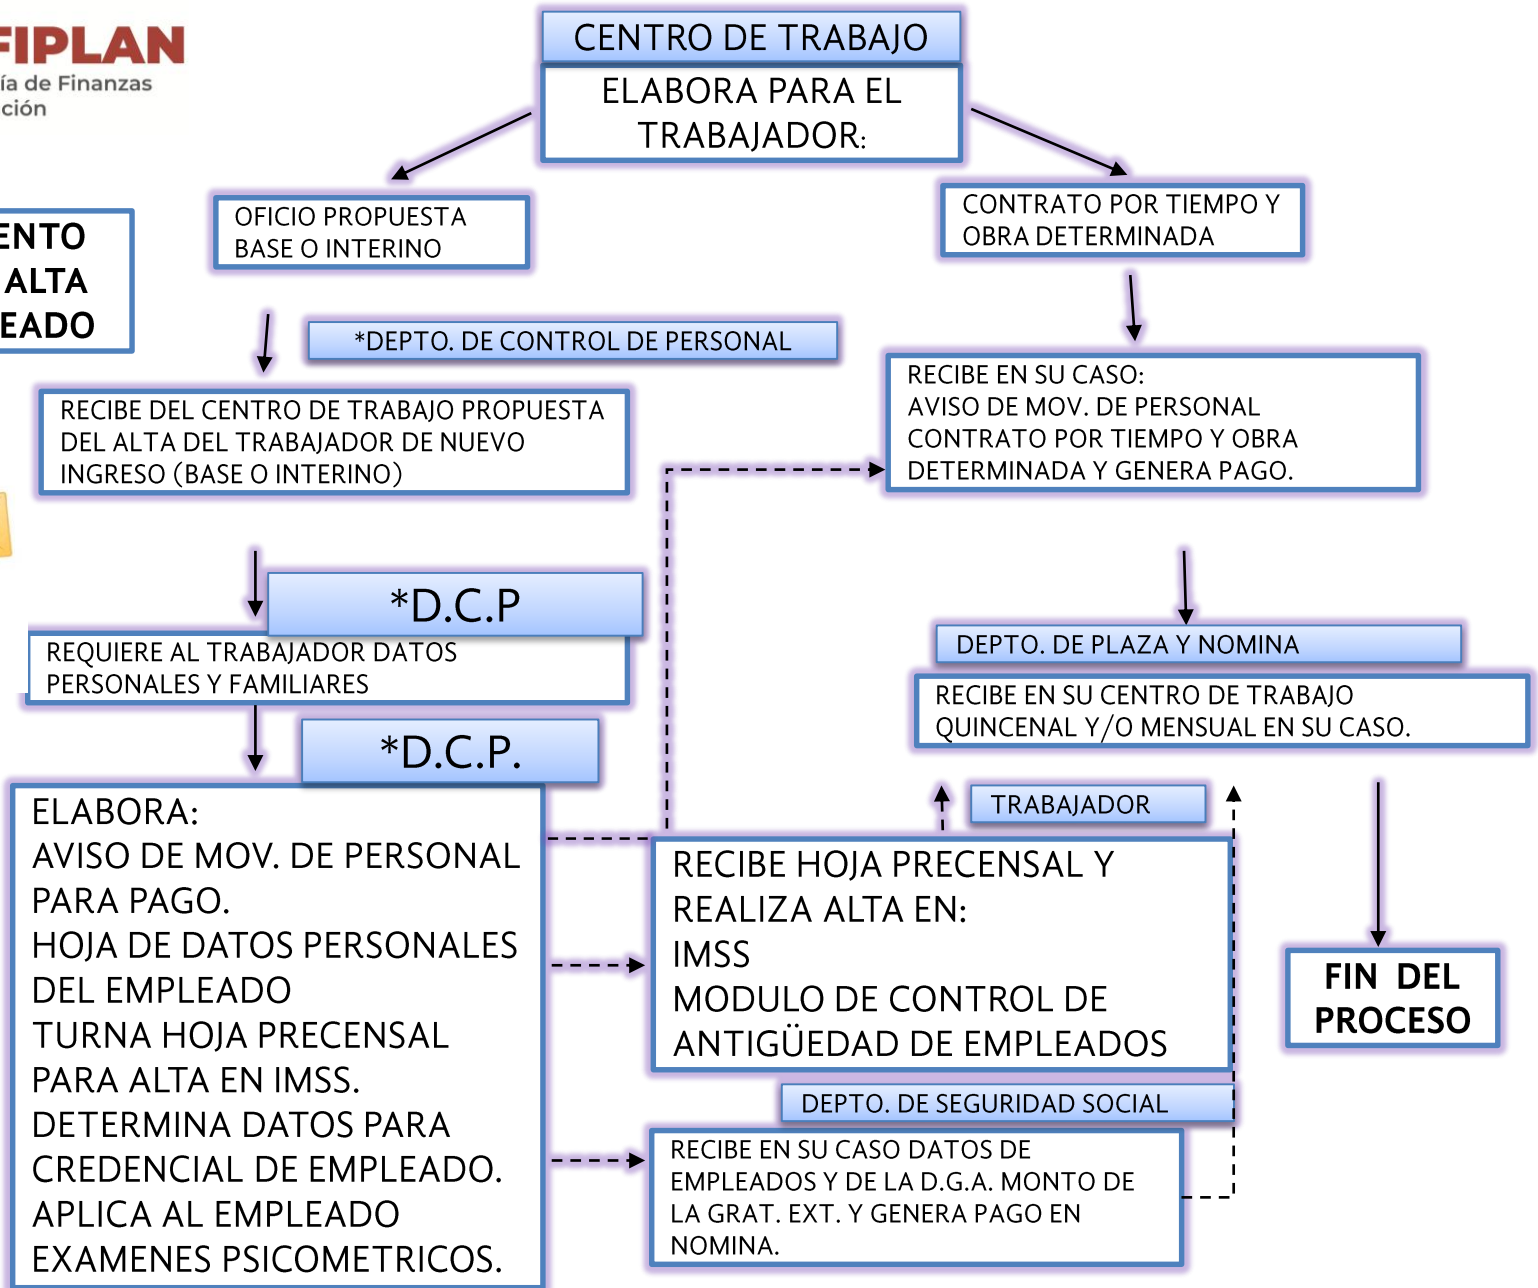 FIPLAN
ía de Finanzas
ción
CENTRO DE TRABAJO
ELABORA PARA EL
TRABAJADOR:
ENTO
ALTA
EADO
OFICIO PROPUESTA
BASE O INTERINO
CONTRATO POR TIEMPO Y
OBRA DETERMINADA
*DEPTO. DE CONTROL DE PERSONAL
RECIBE DEL CENTRO DE TRABAJO PROPUESTA
DEL ALTA DEL TRABAJADOR DE NUEVO
INGRESO (BASE O INTERINO)
RECIBE EN SU CASO:
AVISO DE MOV. DE PERSONAL
CONTRATO POR TIEMPO Y OBRA
DETERMINADA Y GENERA PAGO.
*D.C.P
REQUIERE AL TRABAJADOR DATOS
PERSONALES Y FAMILIARES
DEPTO. DE PLAZA Y NOMINA
RECIBE EN SU CENTRO DE TRABAJO
QUINCENAL Y/O MENSUAL EN SU CASO.
*D.C.P.
ELABORA:
AVISO DE MOV. DE PERSONAL
PARA PAGO.
HOJA DE DATOS PERSONALES
DEL EMPLEADO
TURNA HOJA PRECENSAL
PARA ALTA EN IMSS.
DETERMINA DATOS PARA
CREDENCIAL DE EMPLEADO.
APLICA AL EMPLEADO
EXAMENES PSICOMETRICOS.
TRABAJADOR
RECIBE HOJA PRECENSAL Y
REALIZA ALTA EN:
IMSS
MODULO DE CONTROL DE
ANTIGÜEDAD DE EMPLEADOS
FIN DEL
PROCESO
DEPTO. DE SEGURIDAD SOCIAL
RECIBE EN SU CASO DATOS DE
EMPLEADOS Y DE LA D.G.A. MONTO DE
LA GRAT. EXT. Y GENERA PAGO EN
NOMINA.